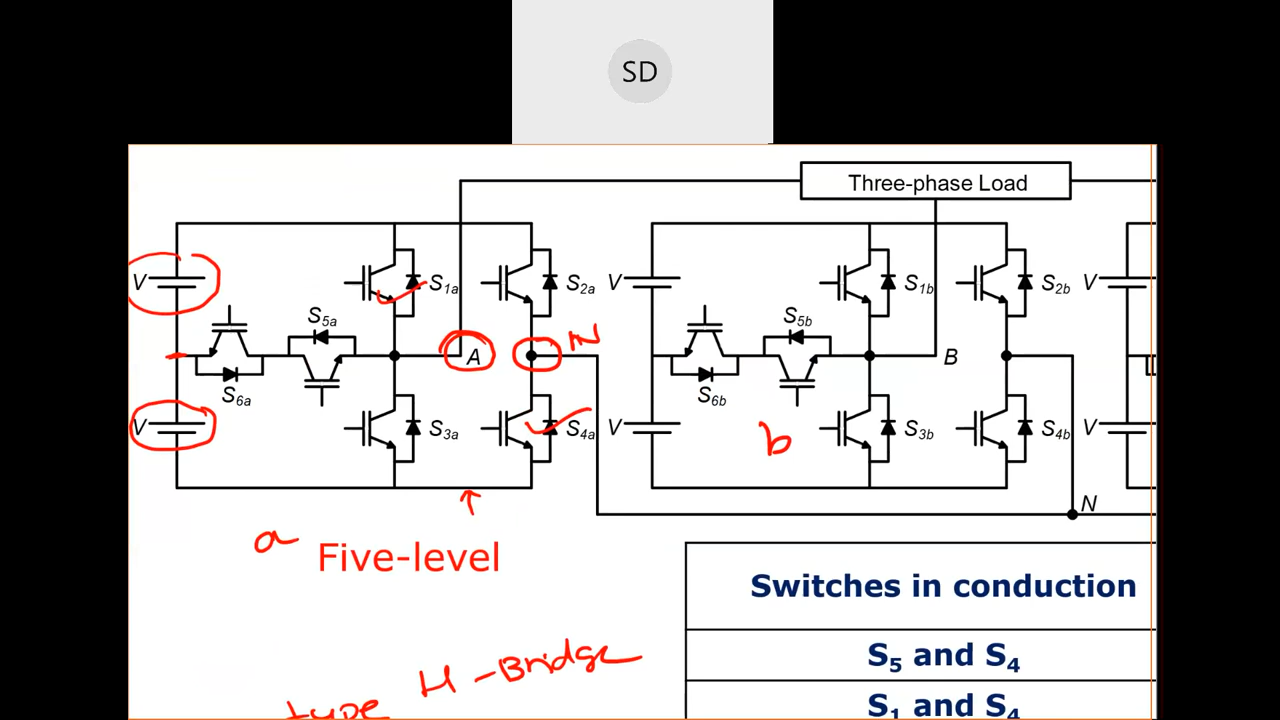 SD
Three-phase Load
V S1a S2a V S1b S2b V
S5a S5b
A N B
S6a S6b
V S3a S4a V S3b S4b V
b
N
a Five-level
Switches in conduction
S5 and S4
H-Bridge
type S1 and S4